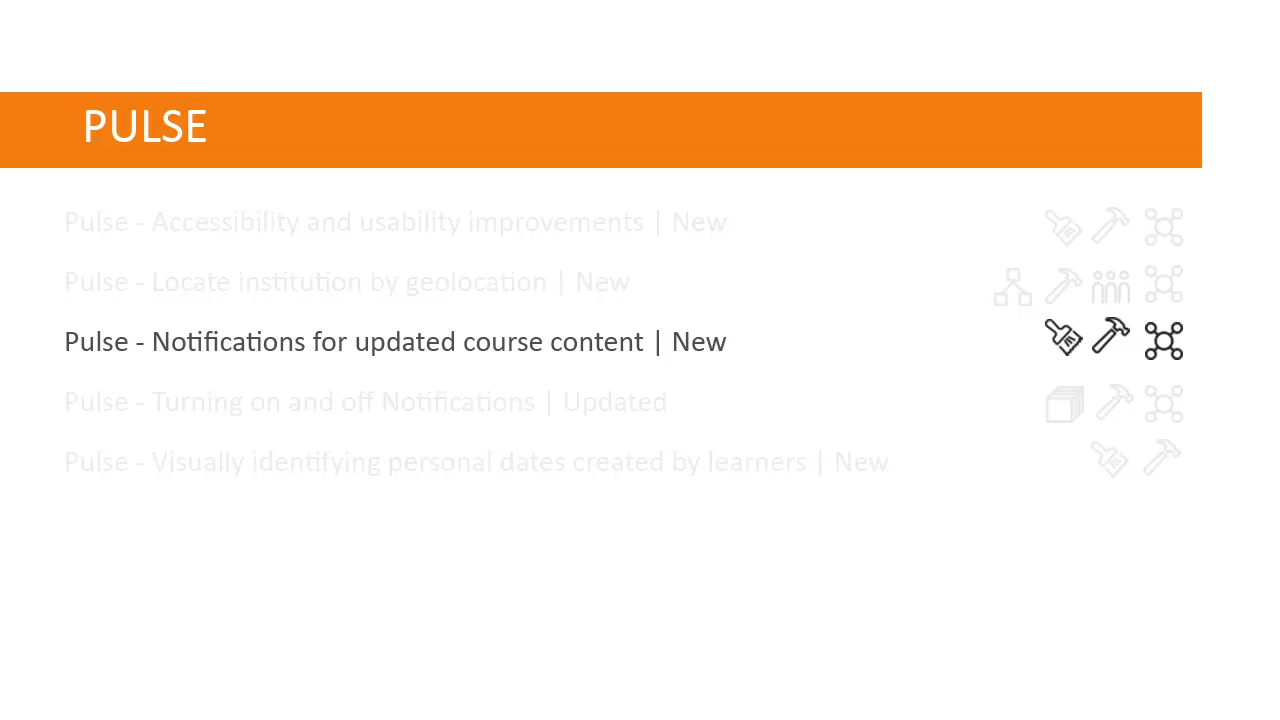 PULSE
Pulse - Accessibility and usability improvements | New
Pulse - Locate institution by geolocation | New
Pulse - Notifications for updated course content | New
Pulse - Turning on and off Notifications | Updated
Pulse - Visually identifying personal dates created by learners | New